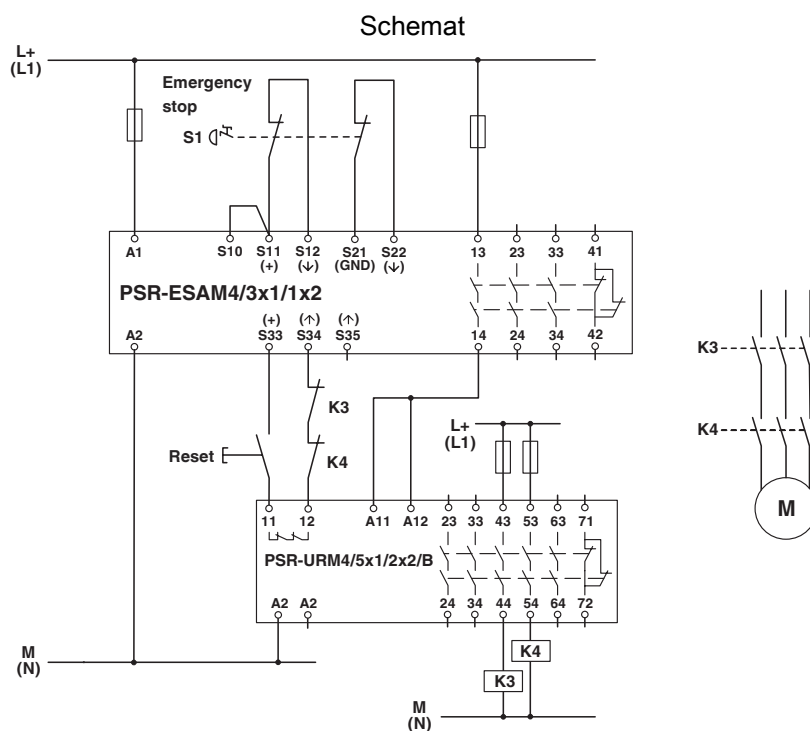 Schemat
L+
(L1)
Emergency
stop
S1
A1 S10 S11 S12 S21 S22 13 23 33 41
(+) (↓) (GND) (↓)
PSR-ESAM4/3x1/1x2
(+) (↑) (↑)
A2 S33 S34 S35 14 24 34 42
K3
K3
L+
(L1)
K4
Reset K4
M
11 12 A11 A12 23 33 43 53 63 71
PSR-URM4/5x1/2x2/B
A2 A2 24 34 44 54 64 72
M
(N)
K4
K3
M
(N)